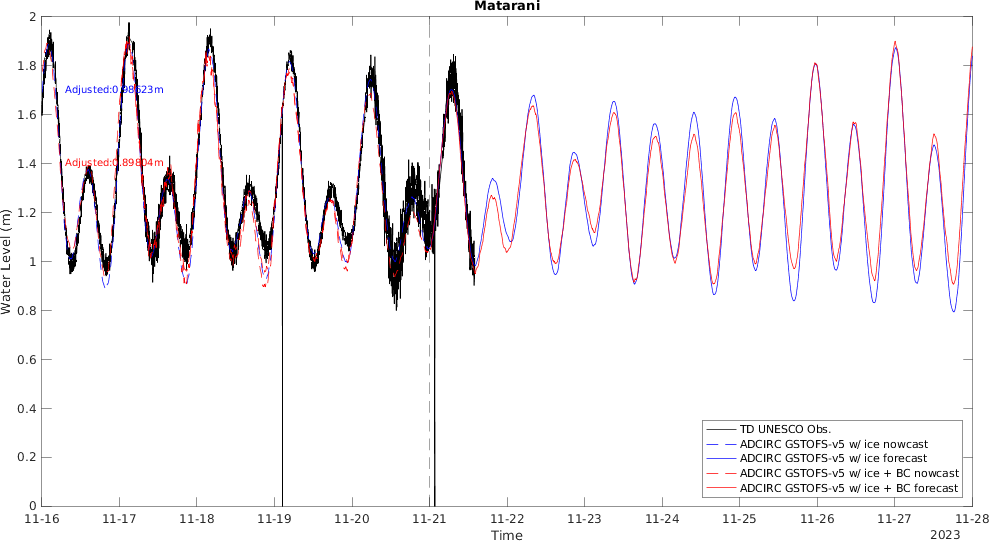 Matarani
2
1.8
1.6
1.4
1.2
1
0.8
0.6
0.4
0.2
0
Water Level (m)
Adjusted:0.98623m
Adjusted:0.89804m
TD UNESCO Obs.
ADCIRC GSTOFS-v5 w/ ice nowcast
ADCIRC GSTOFS-v5 w/ ice forecast
ADCIRC GSTOFS-v5 w/ ice + BC nowcast
ADCIRC GSTOFS-v5 w/ ice + BC forecast
11-16 11-17 11-18 11-19 11-20 11-21 11-22 11-23 11-24 11-25 11-26 11-27 11-28
Time
2023